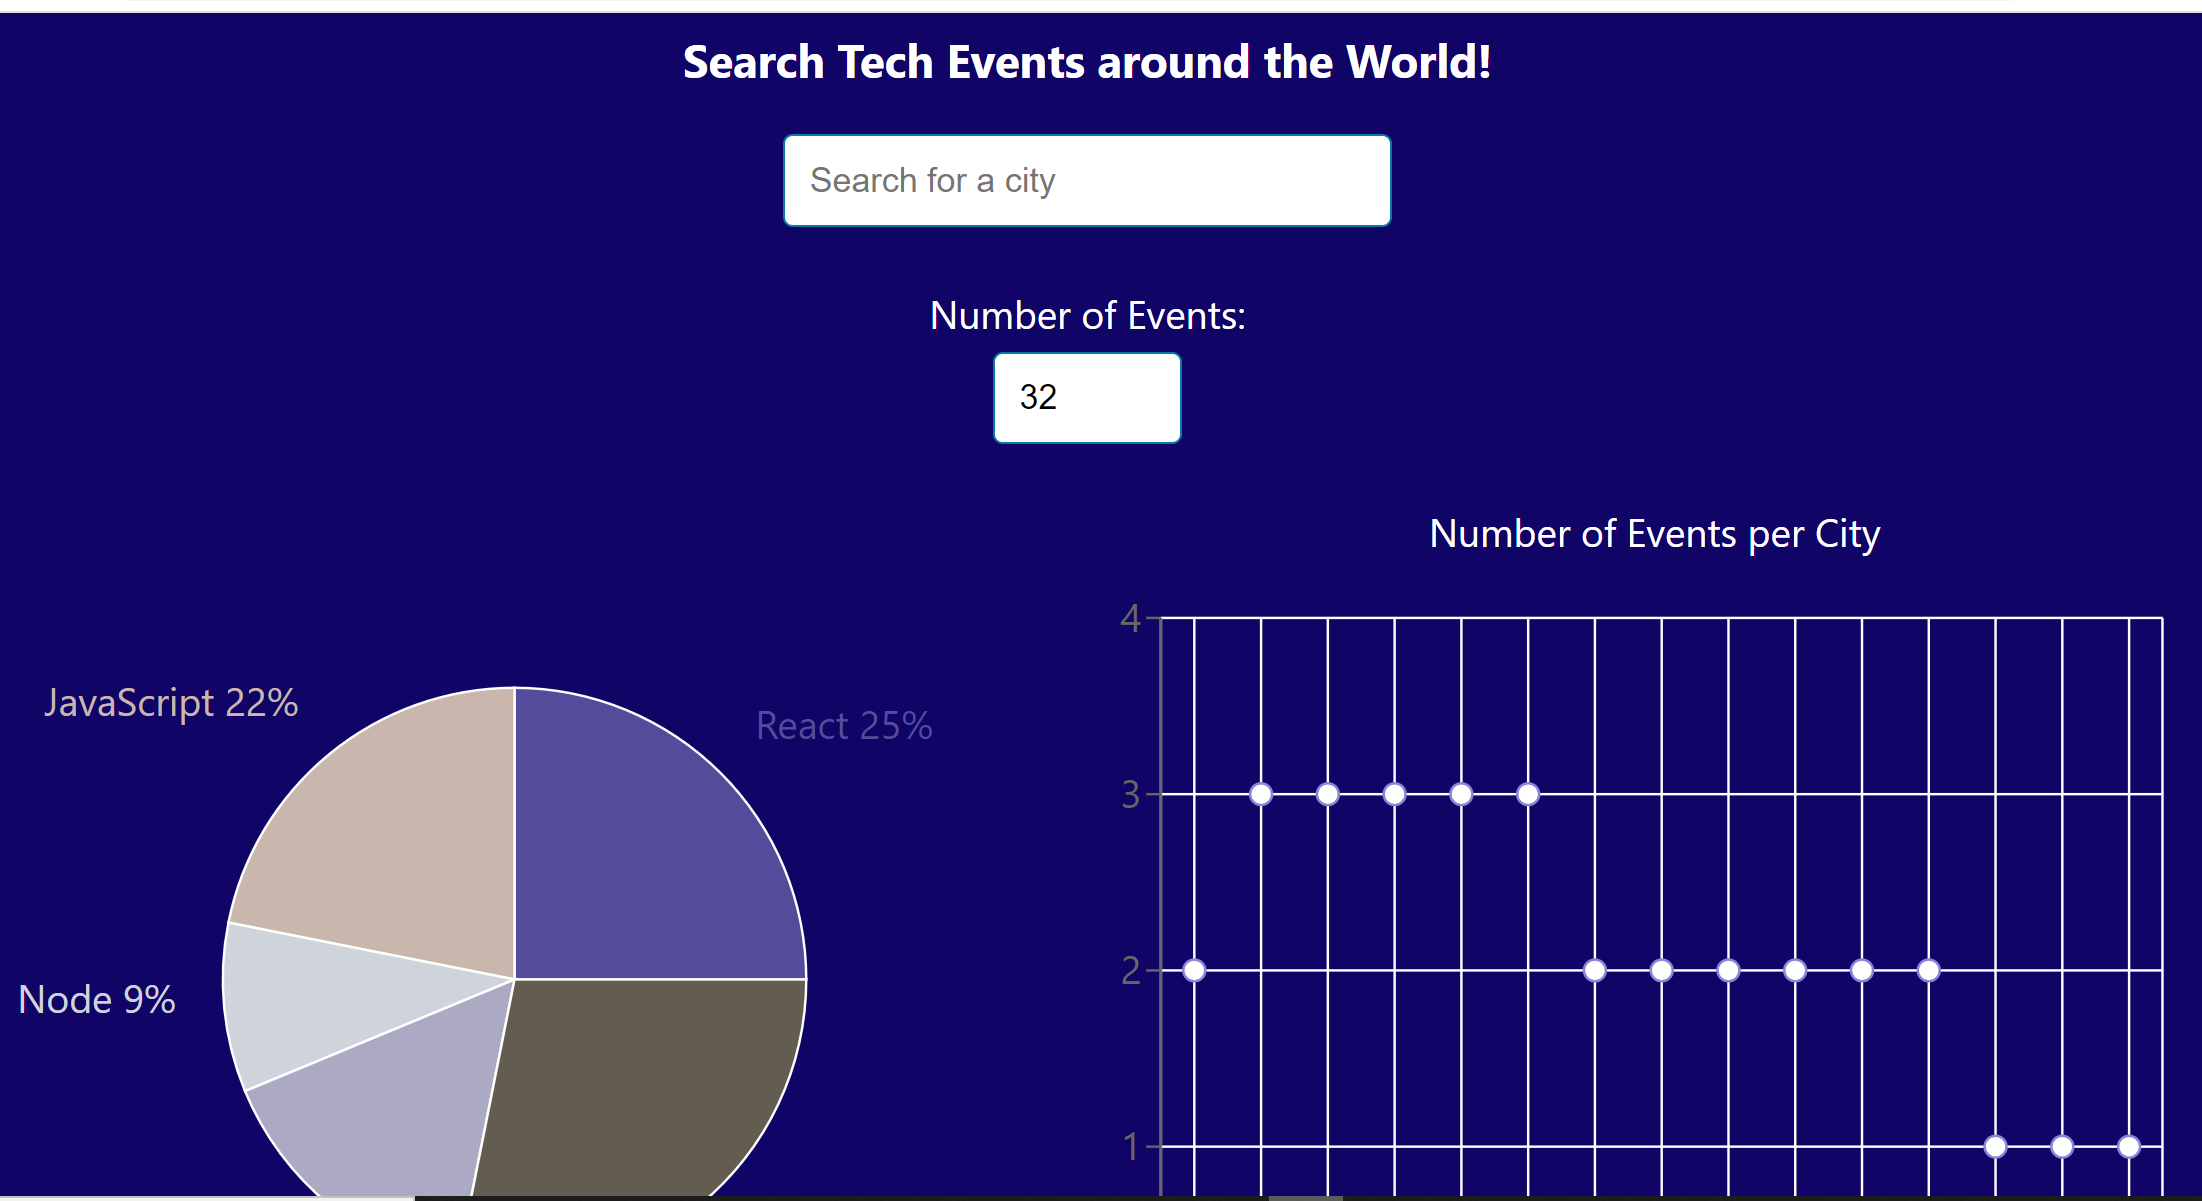 Search Tech Events around the World!
Search for a city
Number of Events:
32
Number of Events per City
JavaScript 22%
React 25%
Node 9%
4
3
2
1